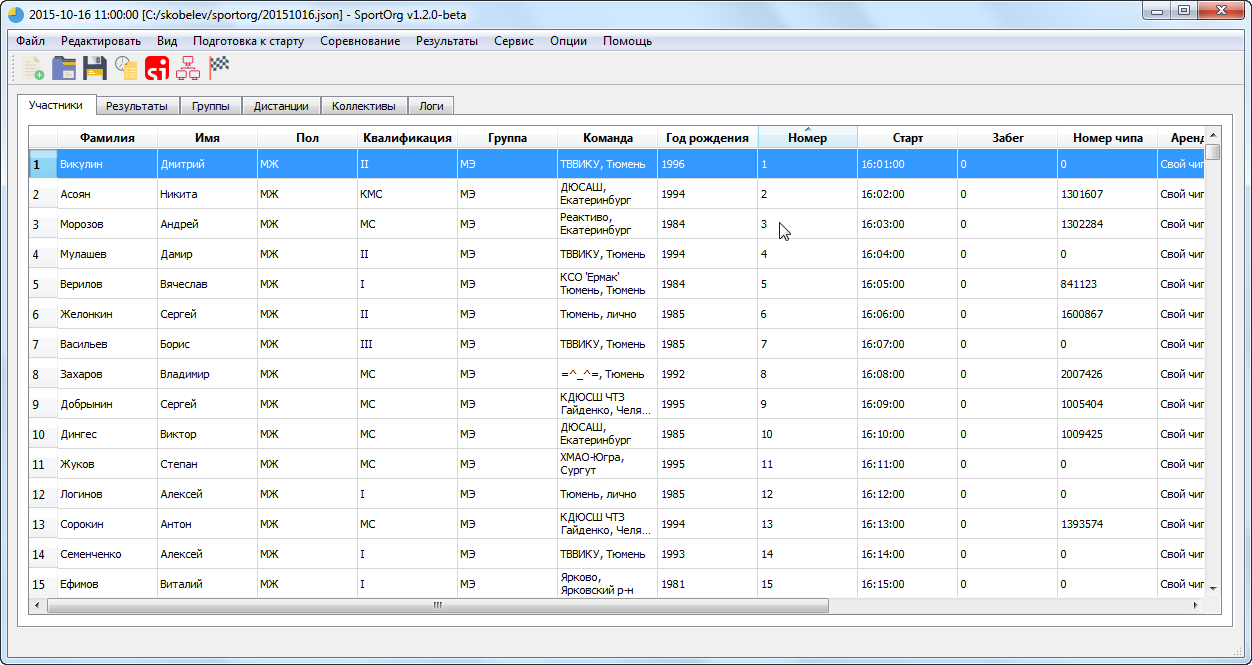 2015-10-16 11:00:00 [C:/skobelev/sportorg/20151016.json] - SportOrg v1.2.0-beta
Файл Редактировать Вид Подготовка к старту Соревнование Результаты Сервис Опции Помощь
si
Участники Результаты Группы Дистанции Коллективы Логи
Фамилия Имя Пол Квалификация Группа Команда Год рождения Номер Старт Забег Номер чипа Аренд
1 Викулин Дмитрий МЖ II МЭ ТВВИКУ, Тюмень 1996 1 16:01:00 0 0 Свой чип
2 Асоян Никита МЖ КМС МЭ ДЮСАШ, Екатеринбург 1994 2 16:02:00 0 1301607 Свой чип
3 Морозов Андрей МЖ МС МЭ Реактиво, Екатеринбург 1984 3 16:03:00 0 1302284 Свой чип
4 Мулашев Дамир МЖ II МЭ ТВВИКУ, Тюмень 1994 4 16:04:00 0 0 Свой чип
5 Верилов Вячеслав МЖ I МЭ КСО 'Ермак' Тюмень, Тюмень 1984 5 16:05:00 0 841123 Свой чип
6 Желонкин Сергей МЖ II МЭ Тюмень, лично 1985 6 16:06:00 0 1600867 Свой чип
7 Васильев Борис МЖ III МЭ ТВВИКУ, Тюмень 1985 7 16:07:00 0 0 Свой чип
8 Захаров Владимир МЖ МС МЭ =^_^=, Тюмень 1992 8 16:08:00 0 2007426 Свой чип
9 Добрынин Сергей МЖ МС МЭ КДЮСШ ЧТЗ Гайденко, Челя... 1995 9 16:09:00 0 1005404 Свой чип
10 Дингес Виктор МЖ МС МЭ ДЮСАШ, Екатеринбург 1985 10 16:10:00 0 1009425 Свой чип
11 Жуков Степан МЖ МС МЭ ХМАО-Югра, Сургут 1995 11 16:11:00 0 0 Свой чип
12 Логинов Алексей МЖ I МЭ Тюмень, лично 1985 12 16:12:00 0 0 Свой чип
13 Сорокин Антон МЖ МС МЭ КДЮСШ ЧТЗ Гайденко, Челя... 1994 13 16:13:00 0 1393574 Свой чип
14 Семенченко Алексей МЖ I МЭ ТВВИКУ, Тюмень 1993 14 16:14:00 0 0 Свой чип
15 Ефимов Виталий МЖ I МЭ Ярково, Ярковский р-н 1981 15 16:15:00 0 0 Свой чип